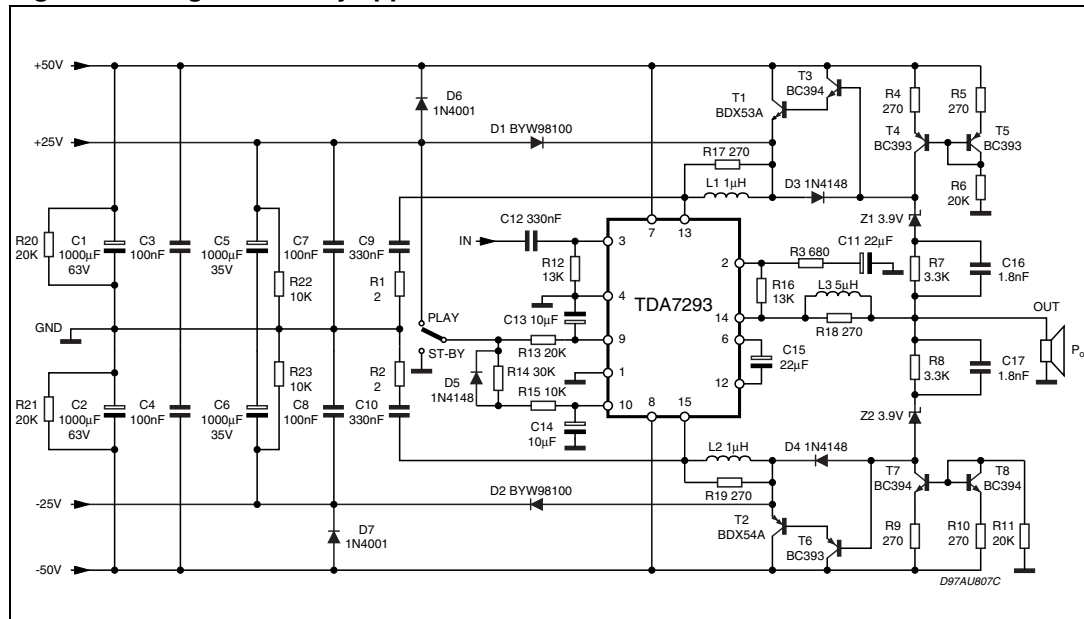 +50V
+25V
GND
-25V
-50V
R20
20K
C1
1000µF
63V
C3
100nF
C5
1000µF
35V
R22
10K
C7
100nF
C9
330nF
R1
2
R21
20K
C2
1000µF
63V
C4
100nF
C6
1000µF
35V
R23
10K
C8
100nF
R2
2
C10
330nF
D6
1N4001
D1 BYW98100
D2 BYW98100
D7
1N4001
PLAY
ST-BY
IN
C12 330nF
R12
13K
C13 10µF
R13 20K
R14 30K
D5
1N4148
R15 10K
C14
10µF
TDA7293
3
4
9
1
10
7
13
2
14
6
12
8
15
R17 270
L1 1µH
D3 1N4148
T1
BDX53A
T3
BC394
R4
270
R5
270
T4
BC393
T5
BC393
R6
20K
Z1 3.9V
R3 680
C11 22µF
R16
13K
L3 5µH
R18 270
R7
3.3K
C16
1.8nF
OUT
Po
C15
22µF
R8
3.3K
C17
1.8nF
Z2 3.9V
L2 1µH
D4 1N4148
R19 270
T2
BDX54A
T6
BC393
T7
BC394
T8
BC394
R9
270
R10
270
R11
20K
D97AU807C